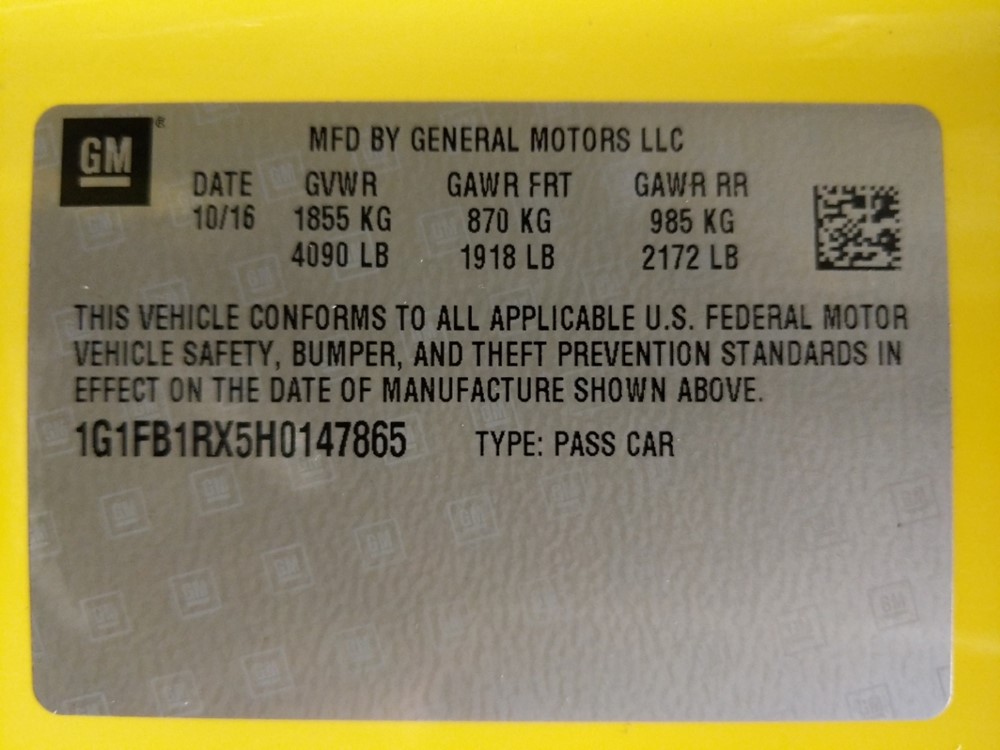 GM®
MFD BY GENERAL MOTORS LLC
DATE GVWR GAWR FRT GAWR RR
10/16 1855 KG 870 KG 985 KG
4090 LB 1918 LB 2172 LB
THIS VEHICLE CONFORMS TO ALL APPLICABLE U.S. FEDERAL MOTOR
VEHICLE SAFETY, BUMPER, AND THEFT PREVENTION STANDARDS IN
EFFECT ON THE DATE OF MANUFACTURE SHOWN ABOVE.
1G1FB1RX5H0147865 TYPE: PASS CAR